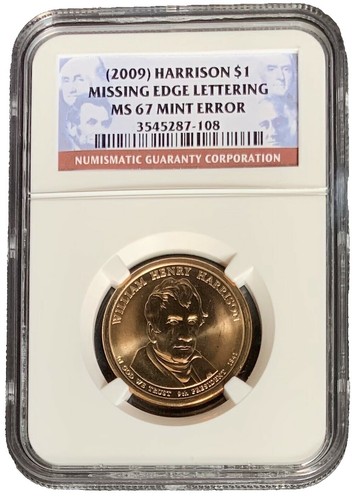 (2009) HARRISON $1
MISSING EDGE LETTERING
MS 67 MINT ERROR
3545287-108
NUMISMATIC GUARANTY CORPORATION
WILLIAM HENRY HARRISON
IN GOD WE TRUST 9th PRESIDENT 1841